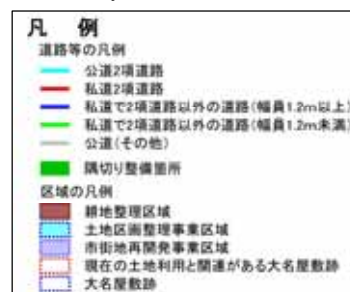 凡　例
道路等の凡例
公道2項道路
私道2項道路
私道で2項道路以外の道路(幅員1.2m以上)
私道で2項道路以外の道路(幅員1.2m未満)
公道(その他)
隅切り整備箇所
区域の凡例
耕地整理区域
土地区画整理事業区域
市街地再開発事業区域
現在の土地利用と関連がある大名屋敷跡
大名屋敷跡